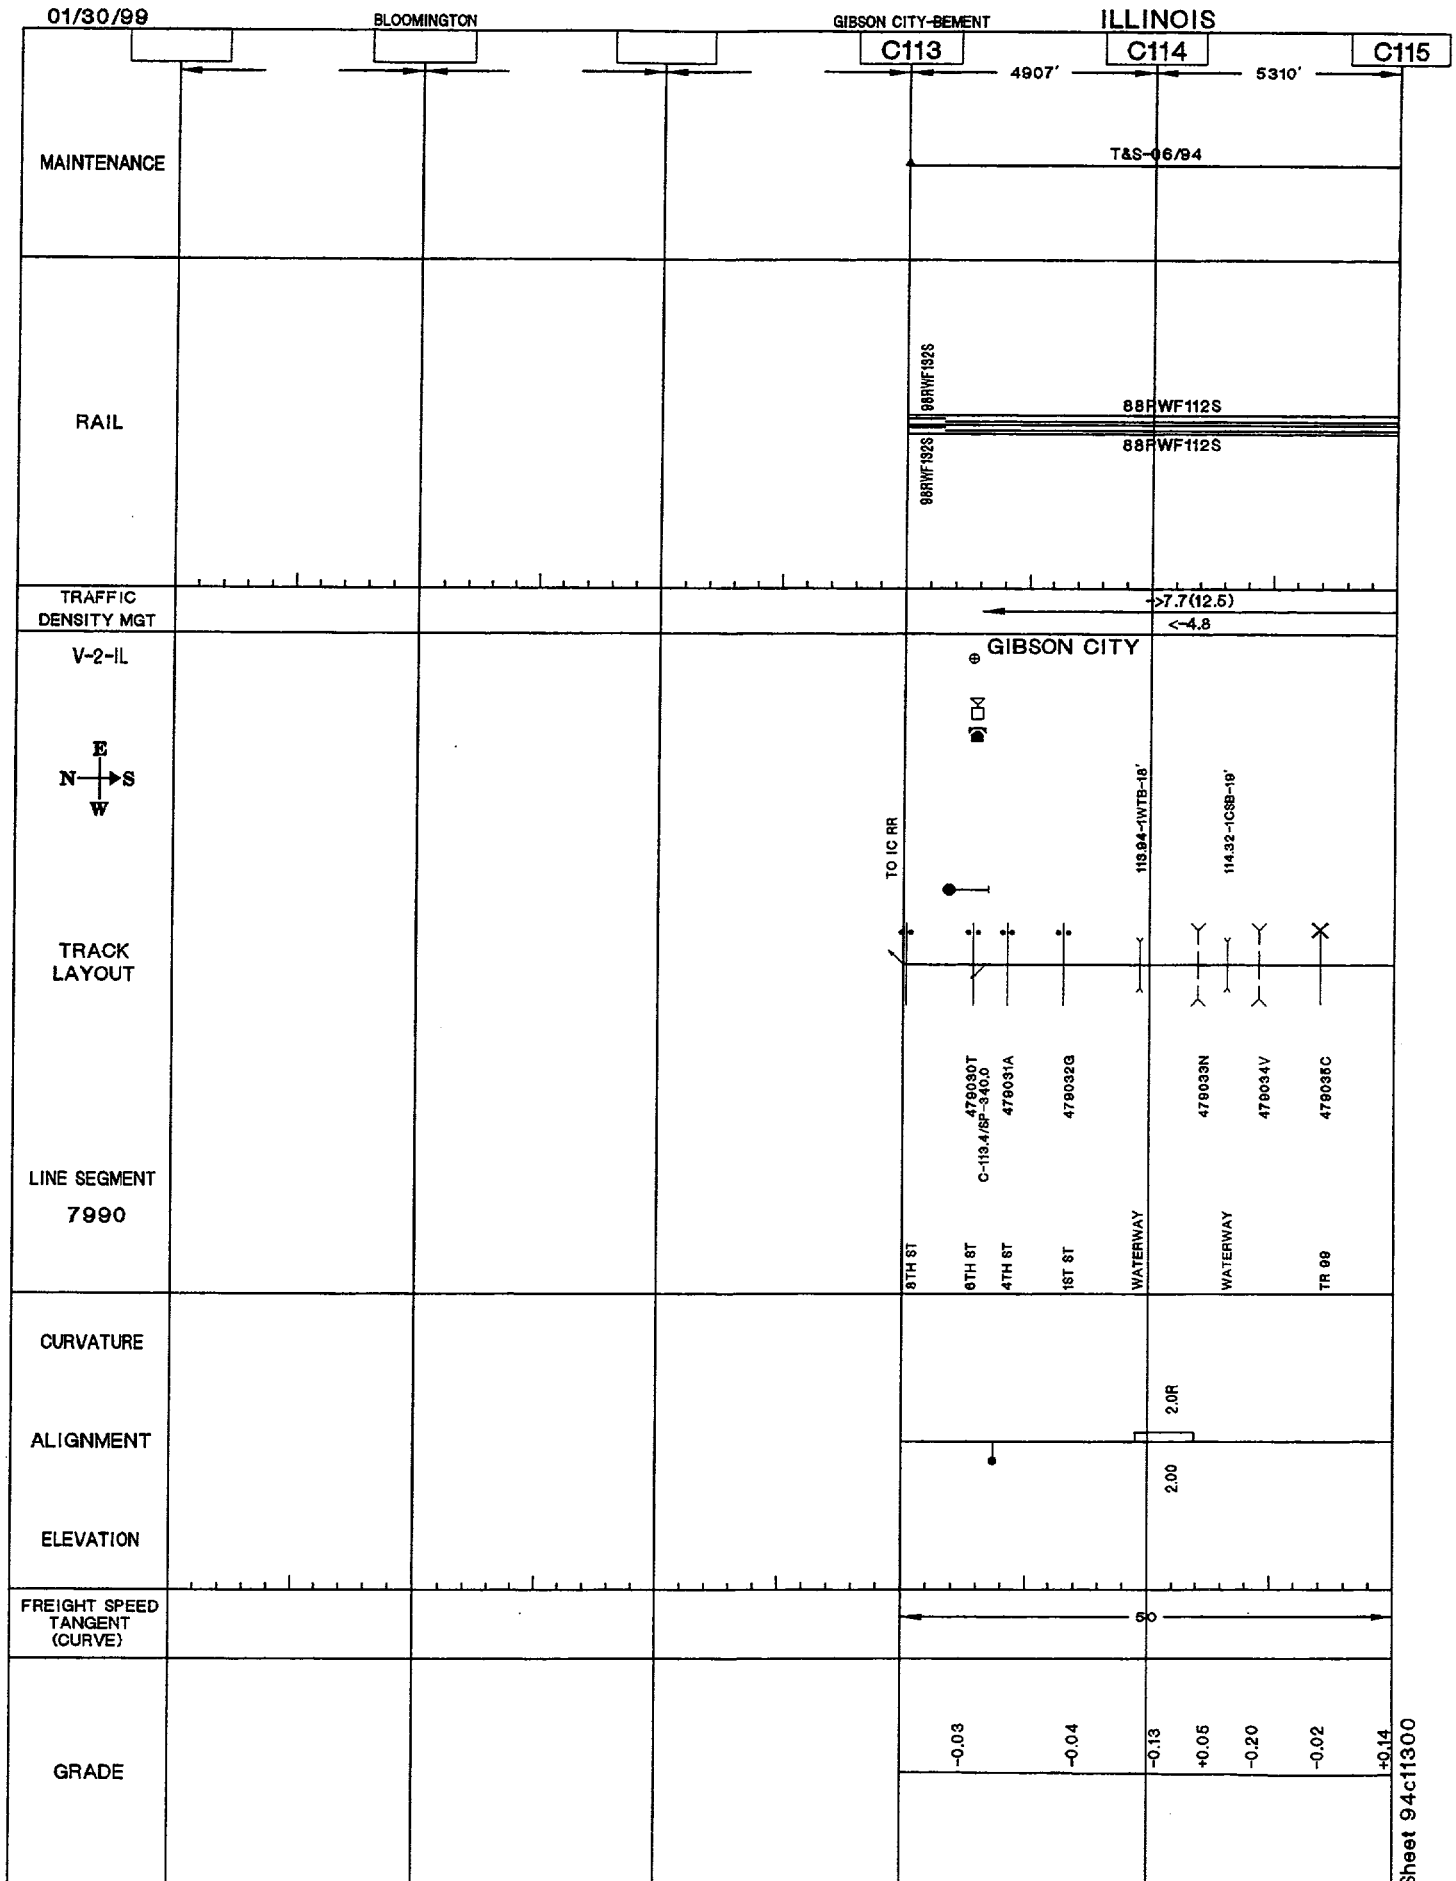 01/30/99
BLOOMINGTON
GIBSON CITY-BEMENT
ILLINOIS
C113
C114
C115
4907'
5310'
MAINTENANCE
T&S-06/94
RAIL
98RWF132S
88RWF112S
88RWF112S
98RWF132S
TRAFFIC
DENSITY MGT
->7.7(12.5)
<-4.8
V-2-IL
GIBSON CITY
E
N
S
W
TO IC RR
113.94-1WTB-18'
114.32-1CSB-19'
TRACK
LAYOUT
479030T
C-113.4/SP-340.0
479031A
479032G
479033N
479034V
479035C
LINE SEGMENT
7990
8TH ST
6TH ST
4TH ST
1ST ST
WATERWAY
WATERWAY
TR 99
CURVATURE
2.0R
ALIGNMENT
2.00
ELEVATION
FREIGHT SPEED
TANGENT
(CURVE)
50
GRADE
-0.03
-0.04
-0.13
+0.05
-0.20
-0.02
+0.14
Sheet 94c11300